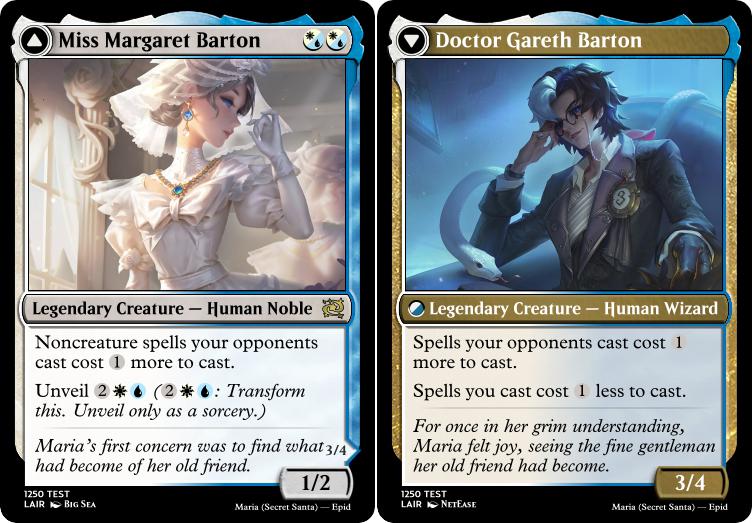 Miss Margaret Barton
Legendary Creature — Human Noble
Noncreature spells your opponents
cast cost 1 more to cast.
Unveil 2 (2 : Transform
this. Unveil only as a sorcery.)
Maria's first concern was to find what 3/4
had become of her old friend.
1/2
1250 TEST
LAIR Big Sea
Maria (Secret Santa) — Epid
Doctor Gareth Barton
Legendary Creature — Human Wizard
Spells your opponents cast cost 1
more to cast.
Spells you cast cost 1 less to cast.
For once in her grim understanding,
Maria felt joy, seeing the fine gentleman
her old friend had become.
3/4
1250 TEST
LAIR NetEase
Maria (Secret Santa) — Epid